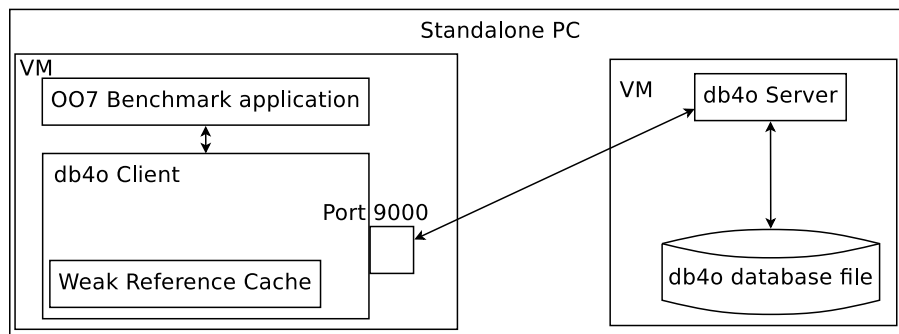 Standalone PC
VM
OO7 Benchmark application
db4o Client
Port 9000
Weak Reference Cache
VM
db4o Server
db4o database file